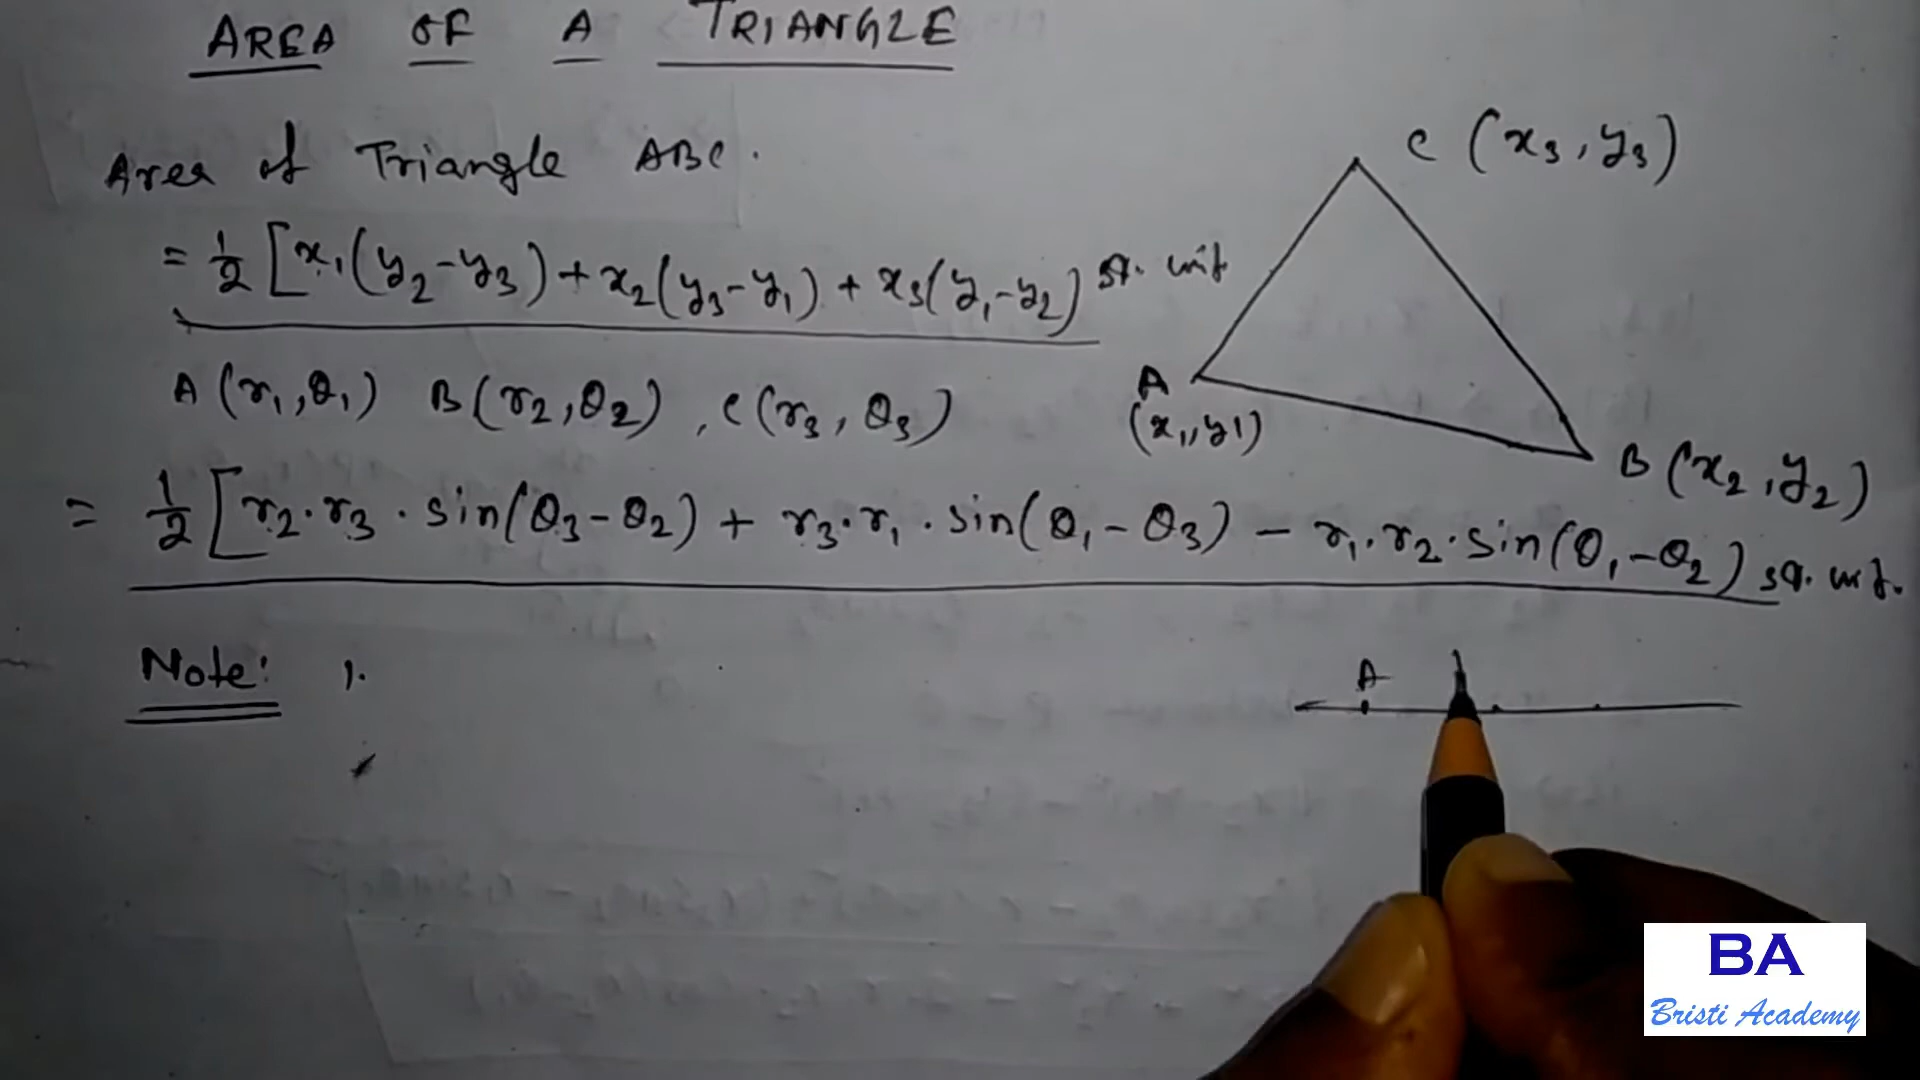 AREA OF A TRIANGLE
Area of Triangle ABC.
= 1/2 [x₁(y₂-y₃)+x₂(y₃-y₁)+x₃(y₁-y₂) sq. unit
A(r₁,θ₁) B(r₂,θ₂), C(r₃,θ₃)
= 1/2 [r₂.r₃.sin(θ₃-θ₂)+r₃.r₁.sin(θ₁-θ₃)-r₁.r₂.sin(θ₁-θ₂) sq. unit.
C (x₃,y₃)
A
(x₁,y1)
B (x₂,y₂)
Note: 1.
A
BA
Bristi Academy